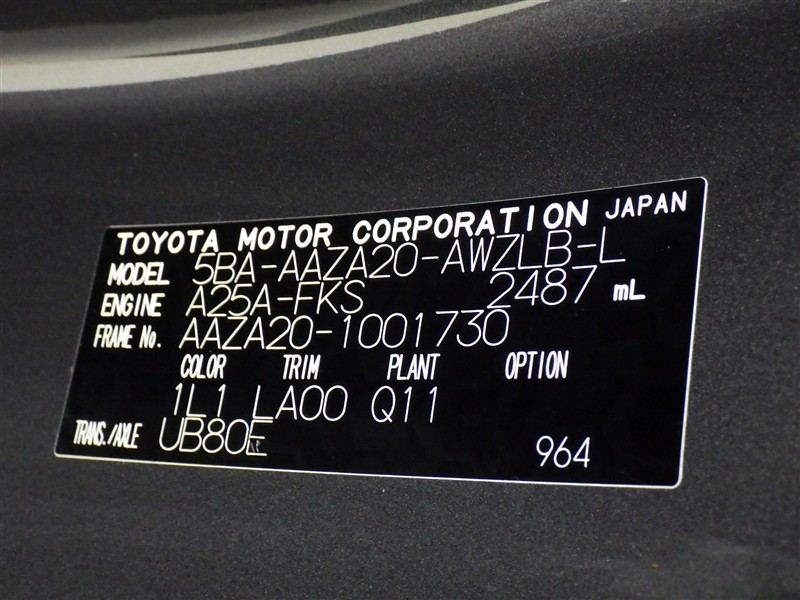 TOYOTA MOTOR CORPORATION JAPAN
MODEL 5BA-AAZA20-AWZLB-L
ENGINE A25A-FKS 2487 mL
FRAME No. AAZA20-1001730
COLOR TRIM PLANT OPTION
1L1 LA00 Q11
TRANS./AXLE UB80E
964